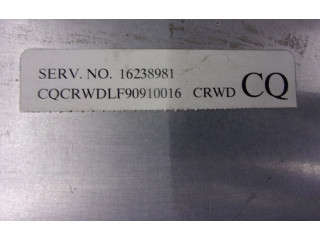 SERV. NO. 16238981
CQCRWDLF90910016 CRWD CQ